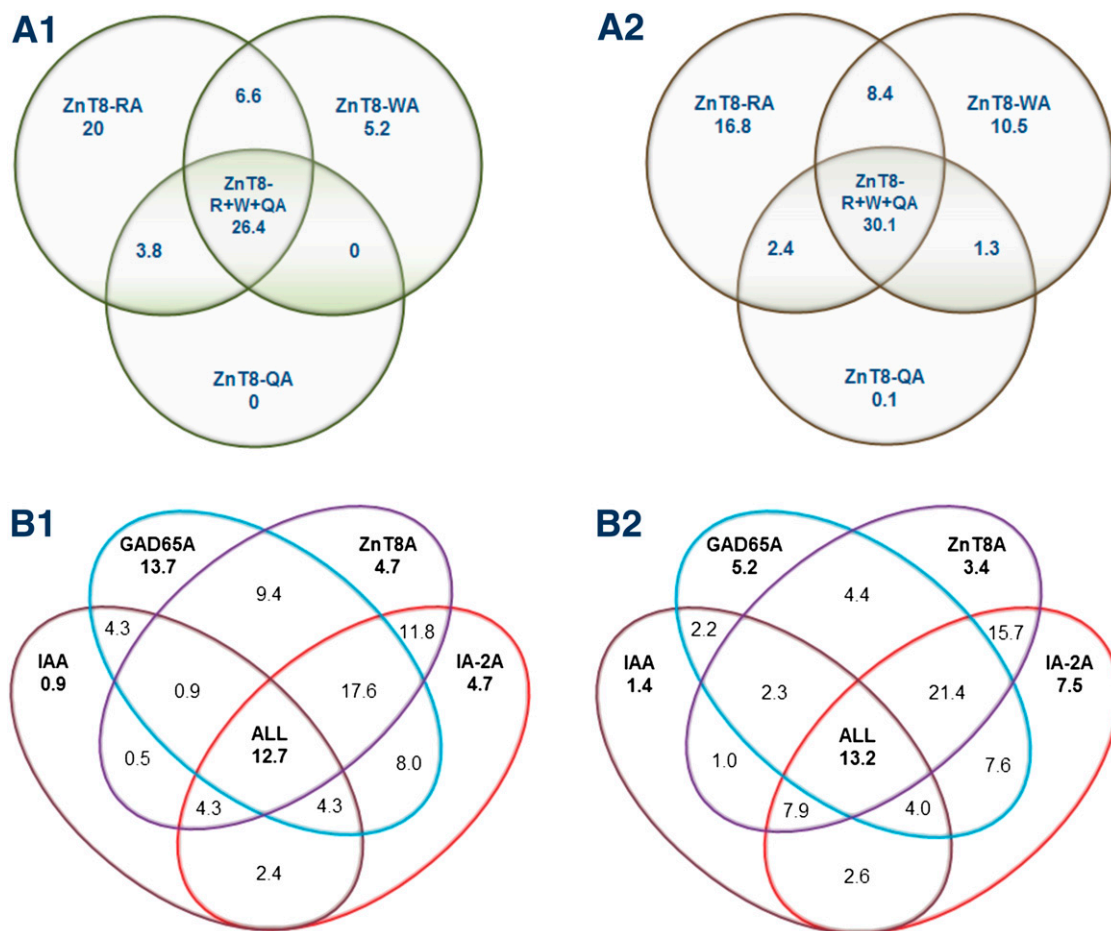 A1
ZnT8-RA
20
6.6
ZnT8-WA
5.2
ZnT8-
R+W+QA
26.4
3.8
0
ZnT8-QA
0
A2
ZnT8-RA
16.8
8.4
ZnT8-WA
10.5
ZnT8-
R+W+QA
30.1
2.4
1.3
ZnT8-QA
0.1
B1
GAD65A
13.7
ZnT8A
4.7
9.4
4.3
11.8
IAA
0.9
IA-2A
4.7
0.9
17.6
ALL
12.7
0.5
8.0
4.3
4.3
2.4
B2
GAD65A
5.2
ZnT8A
3.4
4.4
2.2
15.7
IAA
1.4
IA-2A
7.5
2.3
21.4
ALL
13.2
1.0
7.6
7.9
4.0
2.6